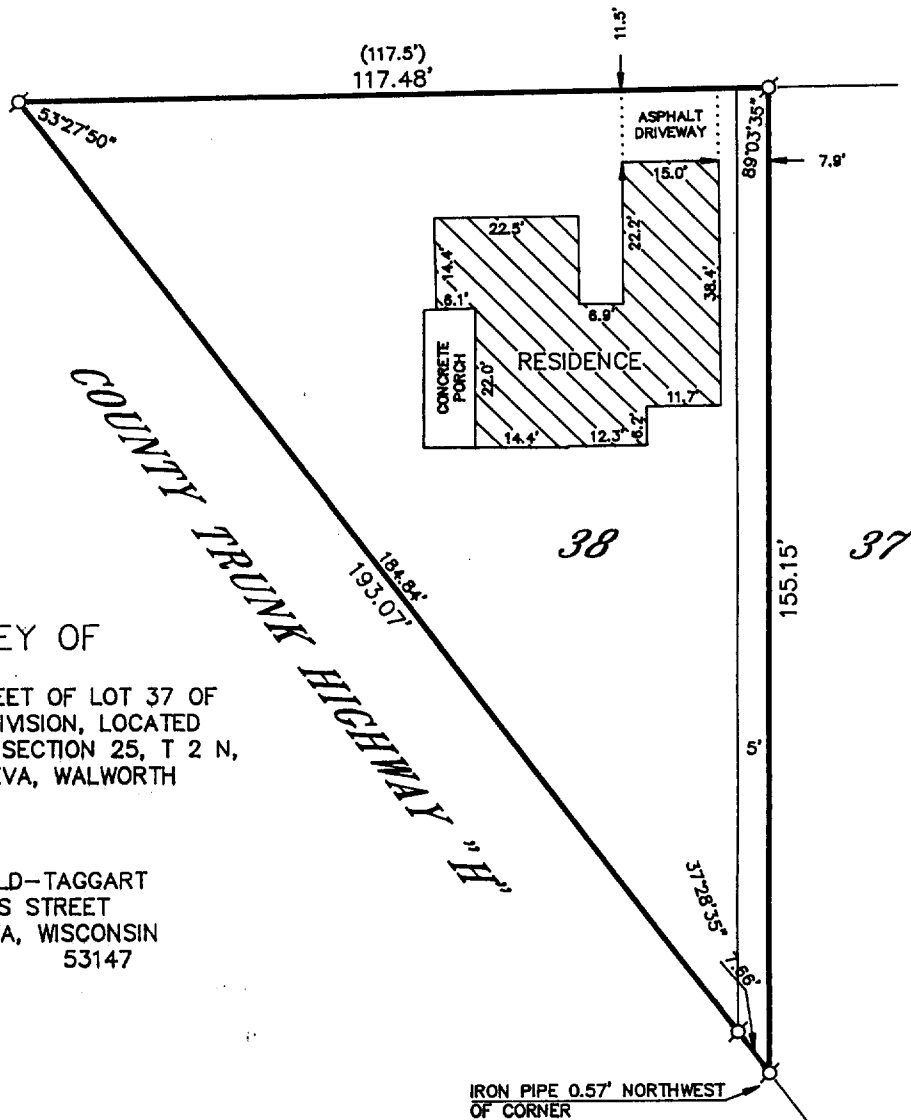 11.5'
(117.5')
117.48'
53°27'50"
ASPHALT
DRIVEWAY
89°03'35"
7.9'
15.0'
22.5'
22.2'
14.4'
38.4'
6.1'
6.9'
CONCRETE
PORCH
22.0'
RESIDENCE
11.7'
14.4'
12.3'
6.2'
COUNTY TRUNK HIGHWAY "H"
38
37
184.84'
193.07'
155.15'
EY OF
EET OF LOT 37 OF
IVISION, LOCATED
SECTION 25, T 2 N,
EVA, WALWORTH
5'
LD-TAGGART
S STREET
A, WISCONSIN
53147
37°28'35"
7.66'
IRON PIPE 0.57' NORTHWEST
OF CORNER